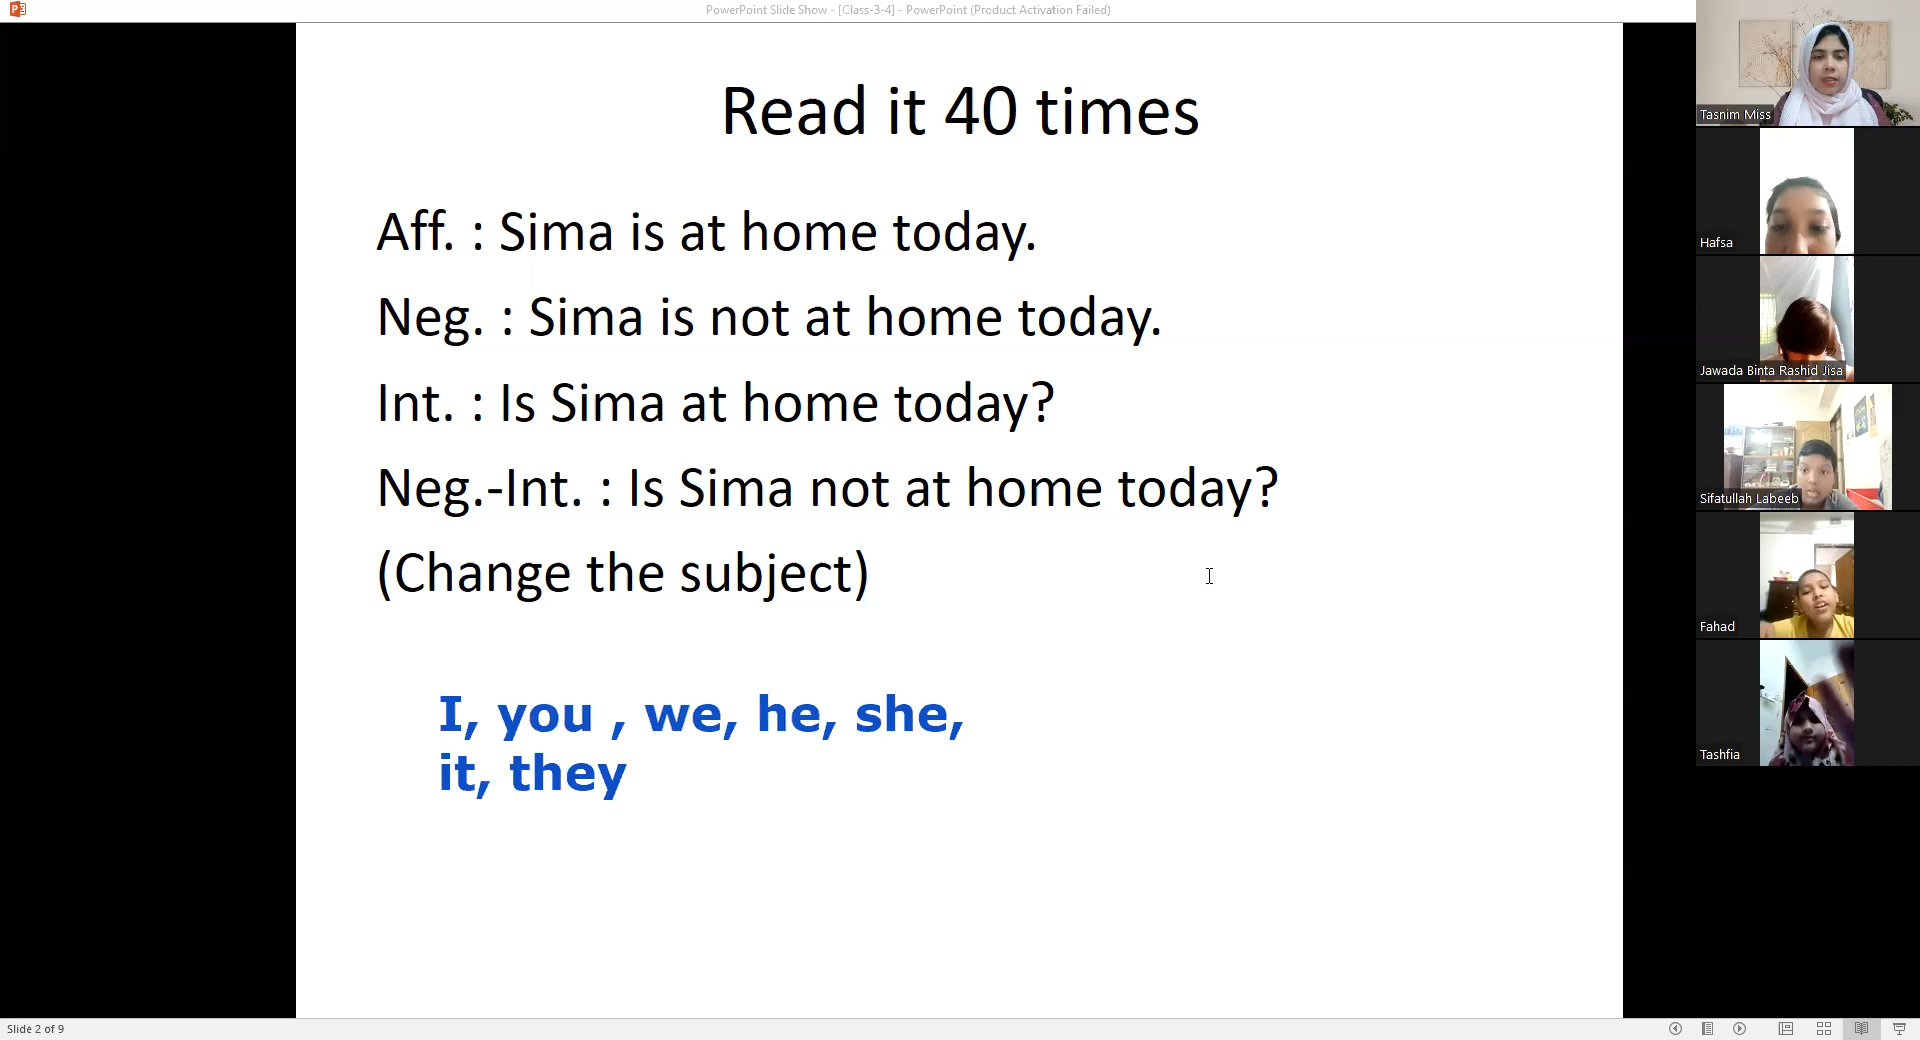 PowerPoint Slide Show - [Class-3-4] - PowerPoint (Product Activation Failed)
Read it 40 times
Aff. : Sima is at home today.
Neg. : Sima is not at home today.
Int. : Is Sima at home today?
Neg.-Int. : Is Sima not at home today?
(Change the subject)
I, you , we, he, she,
it, they
Tasnim Miss
Hafsa
Jawada Binta Rashid Jisa
Sifatullah Labeeb
Fahad
Tashfia
Slide 2 of 9